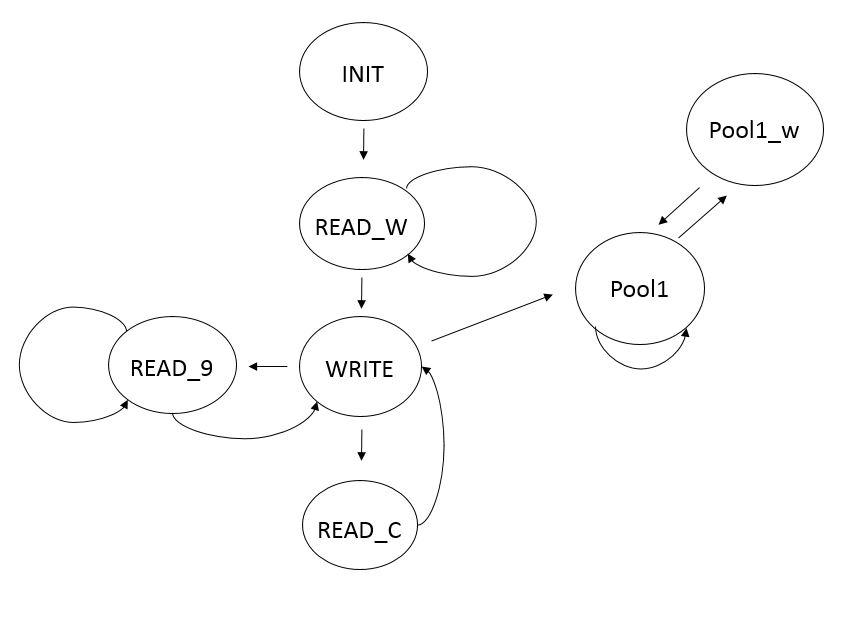 INIT
Pool1_w
READ_W
Pool1
READ_9
WRITE
READ_C